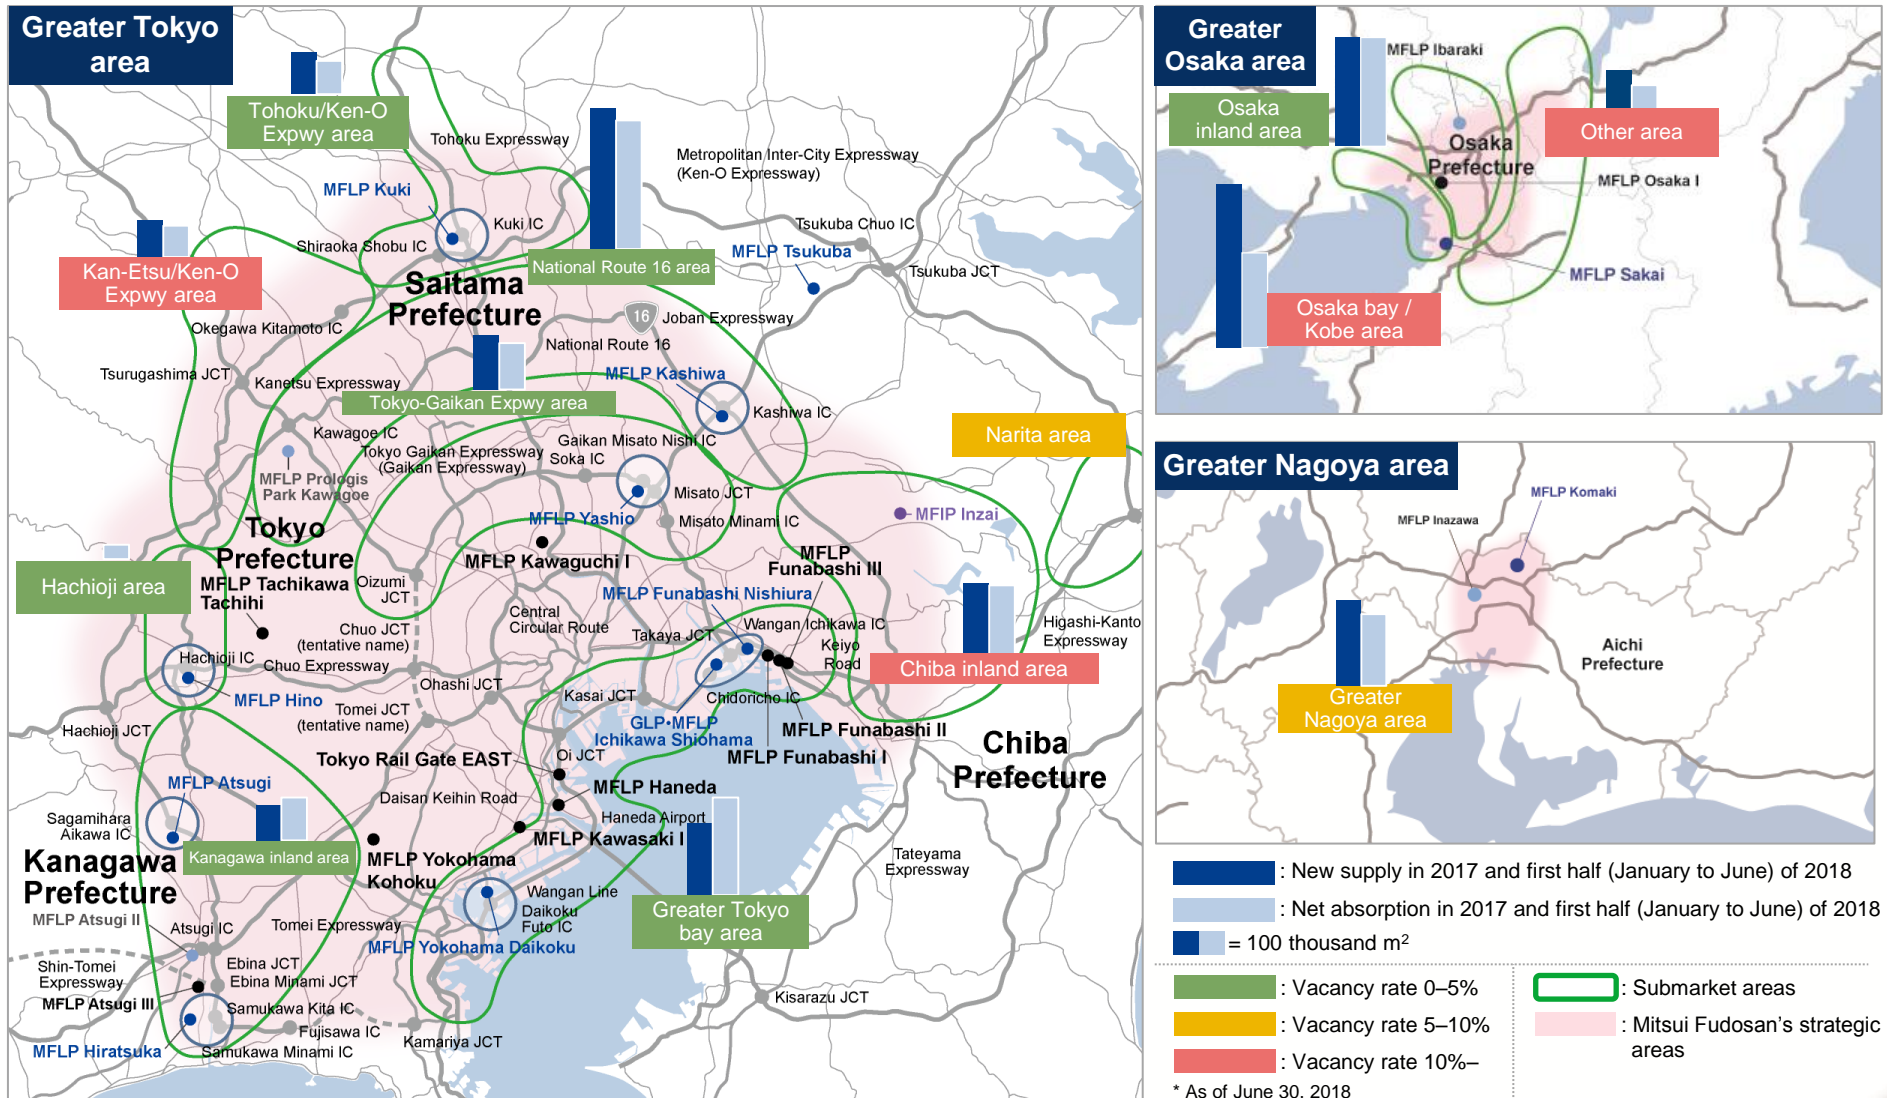 Greater Tokyo
area
Tohoku/Ken-O
Expwy area
Tohoku Expressway
Metropolitan Inter-City Expressway
(Ken-O Expressway)
MFLP Kuki
Kuki IC
Shiraoka Shobu IC
Tsukuba Chuo IC
MFLP Tsukuba
Tsukuba JCT
National Route 16 area
Kan-Etsu/Ken-O
Expwy area
Saitama
Prefecture
16
Joban Expressway
Okegawa Kitamoto IC
National Route 16
Tsurugashima JCT
Kanetsu Expressway
MFLP Kashiwa
Tokyo-Gaikan Expwy area
Kashiwa IC
Narita area
Kawagoe IC
Gaikan Misato Nishi IC
Tokyo Gaikan Expressway
(Gaikan Expressway)
Soka IC
MFLP Prologis
Park Kawagoe
Misato JCT
MFLP Yashio
Misato Minami IC
MFIP Inzai
Tokyo
Prefecture
MFLP Kawaguchi I
MFLP
Funabashi III
Hachioji area
MFLP Tachikawa
Tachihi
Oizumi
JCT
MFLP Funabashi Nishiura
Central
Circular Route
Wangan Ichikawa IC
Takaya JCT
Keiyo
Road
Higashi-Kanto
Expressway
Chuo JCT
(tentative name)
Hachioji IC
Chuo Expressway
Chiba inland area
MFLP Hino
Ohashi JCT
Kasai JCT
Chidoricho IC
Tomei JCT
(tentative name)
Hachioji JCT
GLP•MFLP
Ichikawa Shiohama
MFLP Funabashi II
MFLP Funabashi I
Chiba
Prefecture
Tokyo Rail Gate EAST
Oi JCT
MFLP Atsugi
MFLP Haneda
Daisan Keihin Road
Haneda Airport
Sagamihara
Aikawa IC
MFLP Kawasaki I
Kanagawa inland area
Kanagawa
Prefecture
MFLP Yokohama
Kohoku
Tateyama
Expressway
MFLP Atsugi II
Wangan Line
Daikoku
Futo IC
Greater Tokyo
bay area
Atsugi IC
Tomei Expressway
MFLP Yokohama Daikoku
Shin-Tomei
Expressway
Ebina JCT
Ebina Minami JCT
MFLP Atsugi III
Samukawa Kita IC
Kisarazu JCT
Fujisawa IC
MFLP Hiratsuka
Samukawa Minami IC
Kamariya JCT
Greater
Osaka area
MFLP Ibaraki
Osaka
inland area
Other area
Osaka
Prefecture
MFLP Osaka I
MFLP Sakai
Osaka bay /
Kobe area
Greater Nagoya area
MFLP Komaki
MFLP Inazawa
Aichi
Prefecture
Greater
Nagoya area
: New supply in 2017 and first half (January to June) of 2018
: Net absorption in 2017 and first half (January to June) of 2018
= 100 thousand m²
: Vacancy rate 0–5%
: Vacancy rate 5–10%
: Vacancy rate 10%–
* As of June 30, 2018
: Submarket areas
: Mitsui Fudosan's strategic
areas